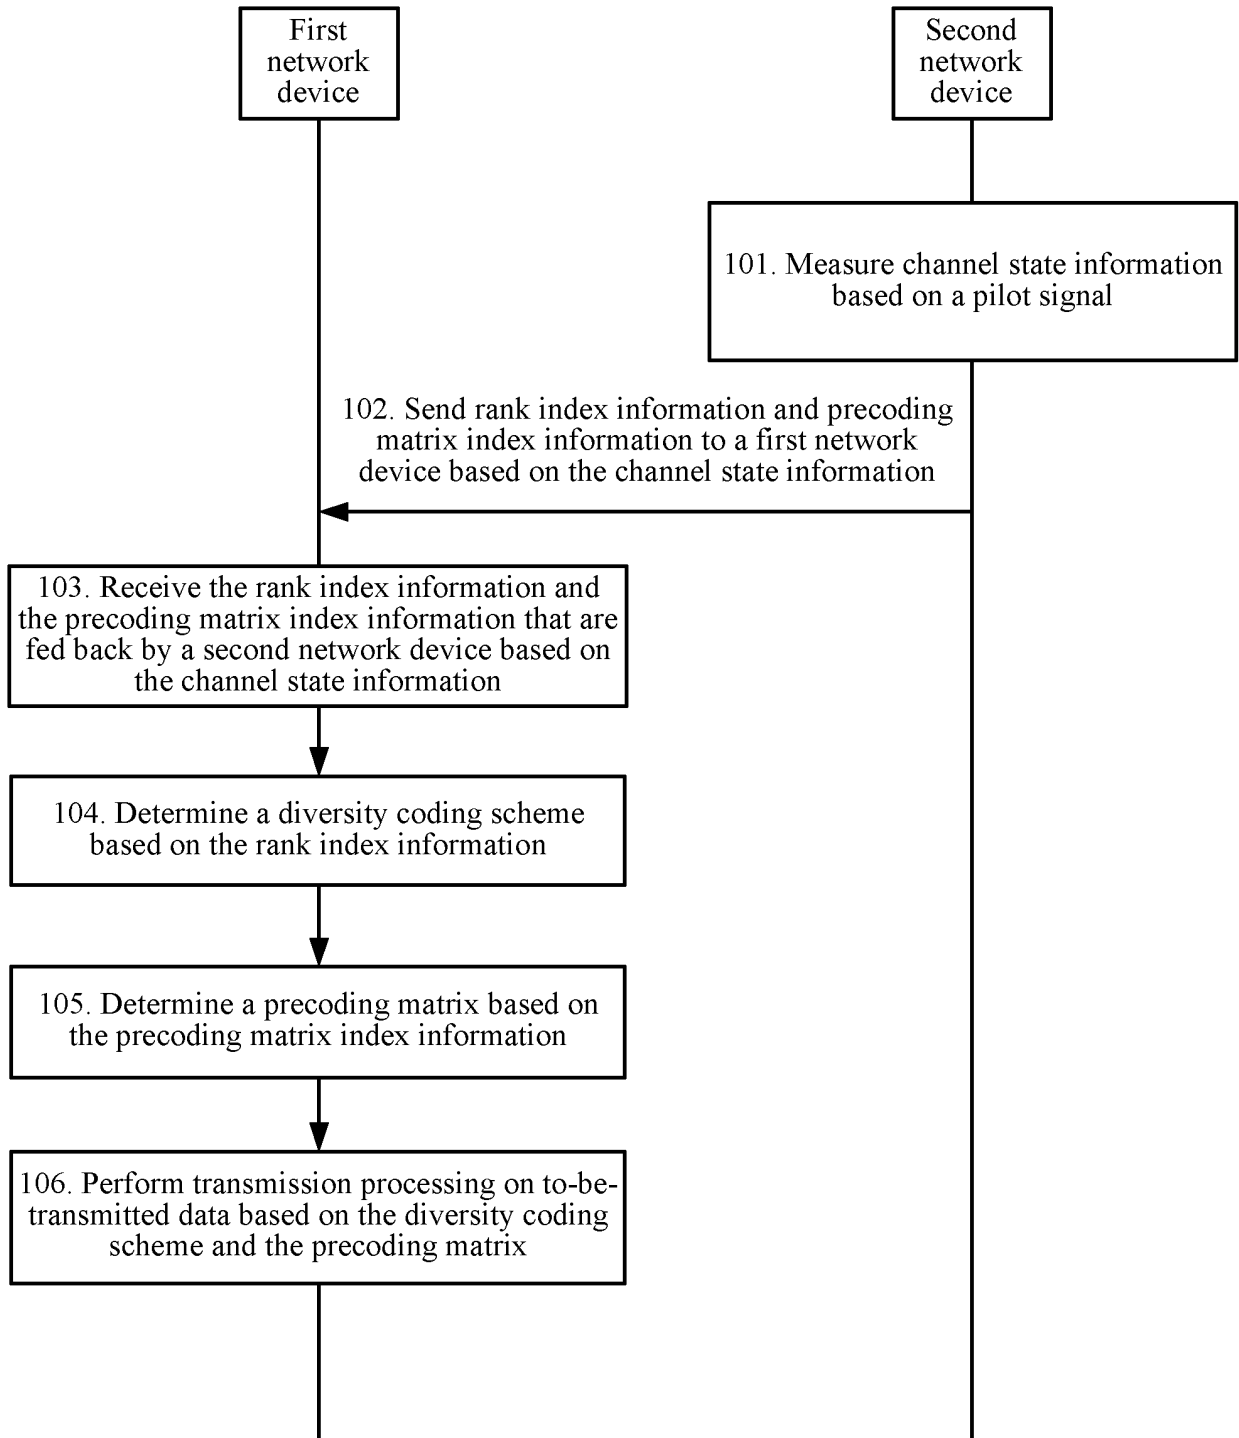 First
network
device
Second
network
device
101. Measure channel state information
based on a pilot signal
102. Send rank index information and precoding
matrix index information to a first network
device based on the channel state information
103. Receive the rank index information and
the precoding matrix index information that are
fed back by a second network device based on
the channel state information
104. Determine a diversity coding scheme
based on the rank index information
105. Determine a precoding matrix based on
the precoding matrix index information
106. Perform transmission processing on to-be-
transmitted data based on the diversity coding
scheme and the precoding matrix